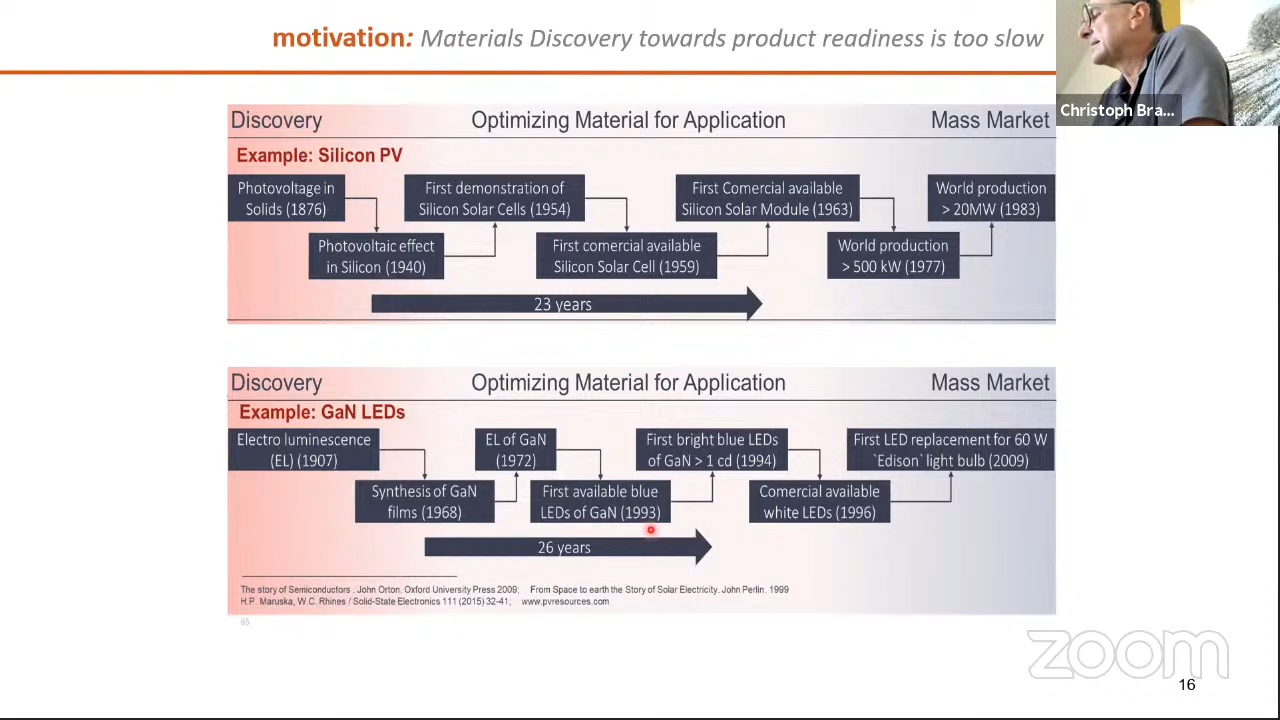 motivation: Materials Discovery towards product readiness is too slow
Christoph Bra...
Discovery Optimizing Material for Application Mass Market
Example: Silicon PV
Photovoltage in
Solids (1876)
First demonstration of
Silicon Solar Cells (1954)
First Comercial available
Silicon Solar Module (1963)
World production
> 20MW (1983)
Photovoltaic effect
in Silicon (1940)
First comercial available
Silicon Solar Cell (1959)
World production
> 500 kW (1977)
23 years
Discovery Optimizing Material for Application Mass Market
Example: GaN LEDs
Electro luminescence
(EL) (1907)
EL of GaN
(1972)
First bright blue LEDs
of GaN > 1 cd (1994)
First LED replacement for 60 W
`Edison` light bulb (2009)
Synthesis of GaN
films (1968)
First available blue
LEDs of GaN (1993)
Comercial available
white LEDs (1996)
26 years
The story of Semiconductors . John Orton. Oxford University Press 2009; From Space to earth the Story of Solar Electricity. John Perlin. 1999
H.P. Maruska, W.C. Rhines / Solid-State Electronics 111 (2015) 32-41; www.pvresources.com
65
zoom
16